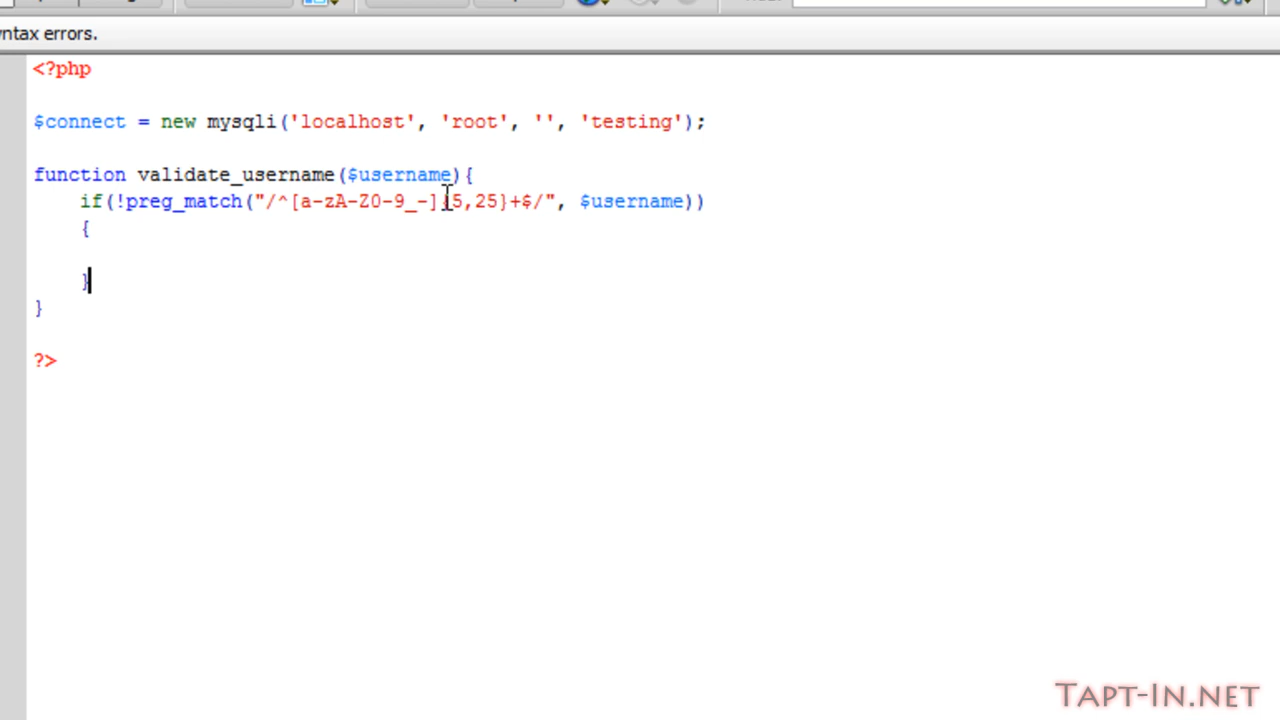 ntax errors.
<?php
$connect = new mysqli('localhost', 'root', '', 'testing');
function validate_username($username){
if(!preg_match("/^[a-zA-Z0-9_-]{5,25}+$/", $username))
{
}
}
?>
TAPT-IN.NET